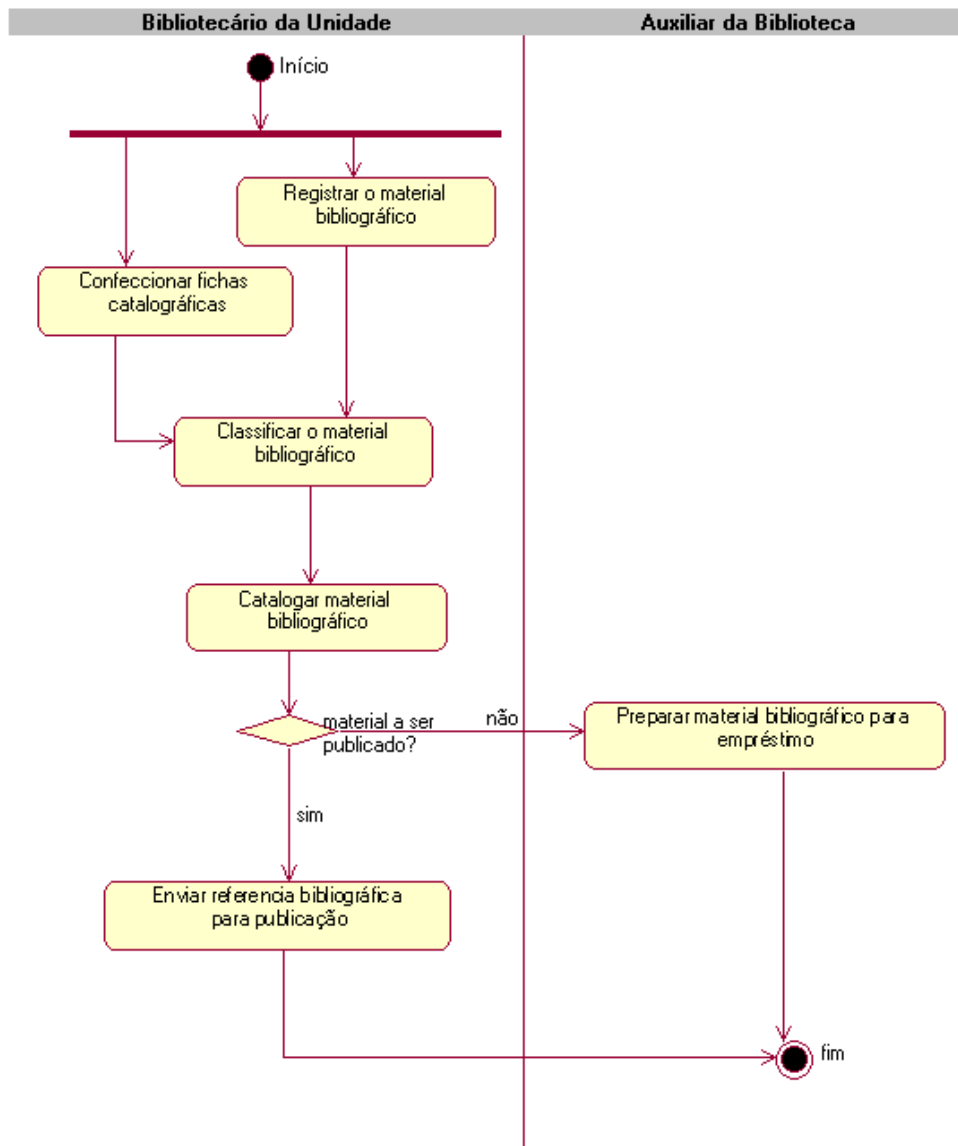 Bibliotecário da Unidade
Auxiliar da Biblioteca
Início
Registrar o material
bibliográfico
Confeccionar fichas
catalográficas
Classificar o material
bibliográfico
Catalogar material
bibliográfico
material a ser
publicado?
não
Preparar material bibliográfico para
empréstimo
sim
Enviar referencia bibliográfica
para publicação
fim